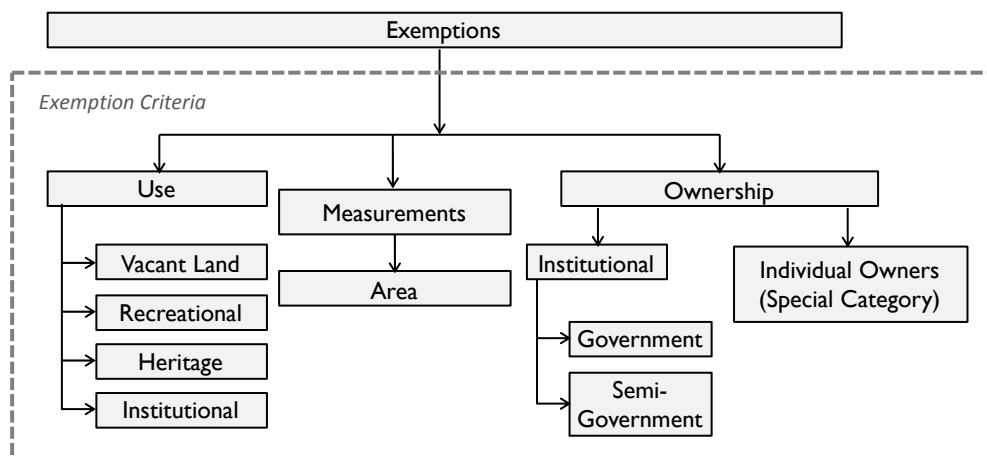 Exemptions
Exemption Criteria
Use
Measurements
Ownership
Vacant Land
Recreational
Heritage
Institutional
Area
Institutional
Government
Semi-
Government
Individual Owners
(Special Category)